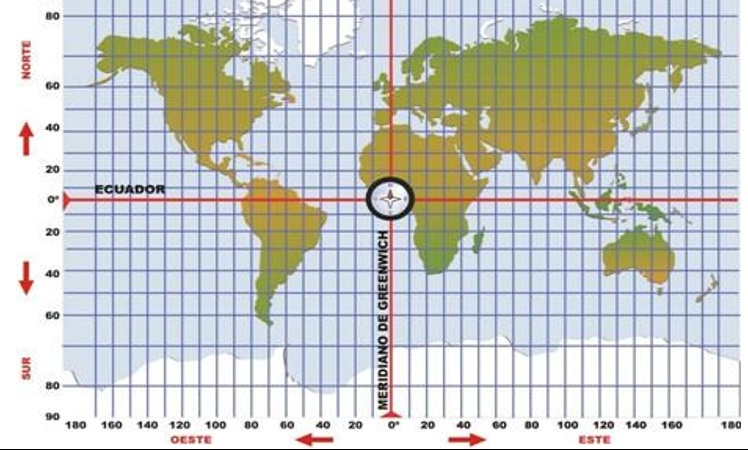 80
NORTE
60
40
20
ECUADOR
0°
20
40
60
SUR
80
90
MERIDIANO DE GREENWICH
180 160 140 120 100 80 60 40 20 0° 20 40 60 80 100 120 140 160 180
OESTE ESTE